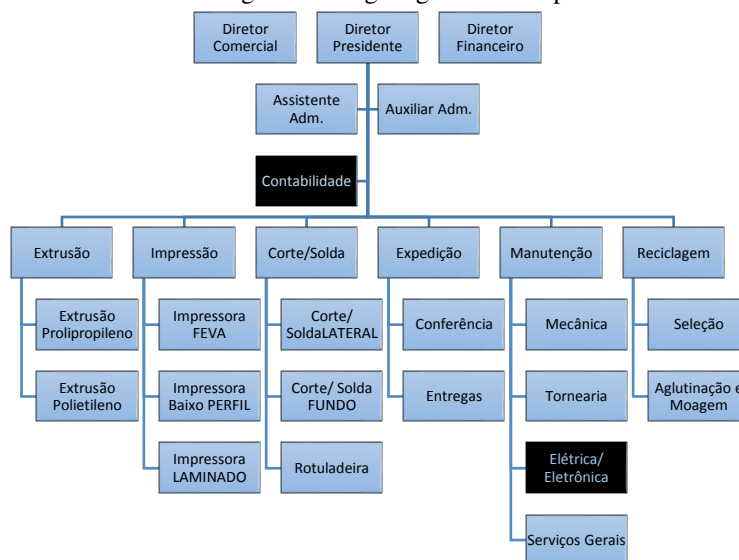 Diretor
Comercial
Diretor
Presidente
Diretor
Financeiro
Assistente
Adm.
Auxiliar Adm.
Contabilidade
Extrusão
Impressão
Corte/Solda
Expedição
Manutenção
Reciclagem
Extrusão
Prolipropileno
Impressora
FEVA
Corte/
SoldaLATERAL
Conferência
Mecânica
Seleção
Extrusão
Polietileno
Impressora
Baixo PERFIL
Corte/ Solda
FUNDO
Entregas
Tornearia
Aglutinação e
Moagem
Impressora
LAMINADO
Rotuladeira
Elétrica/
Eletrônica
Serviços Gerais